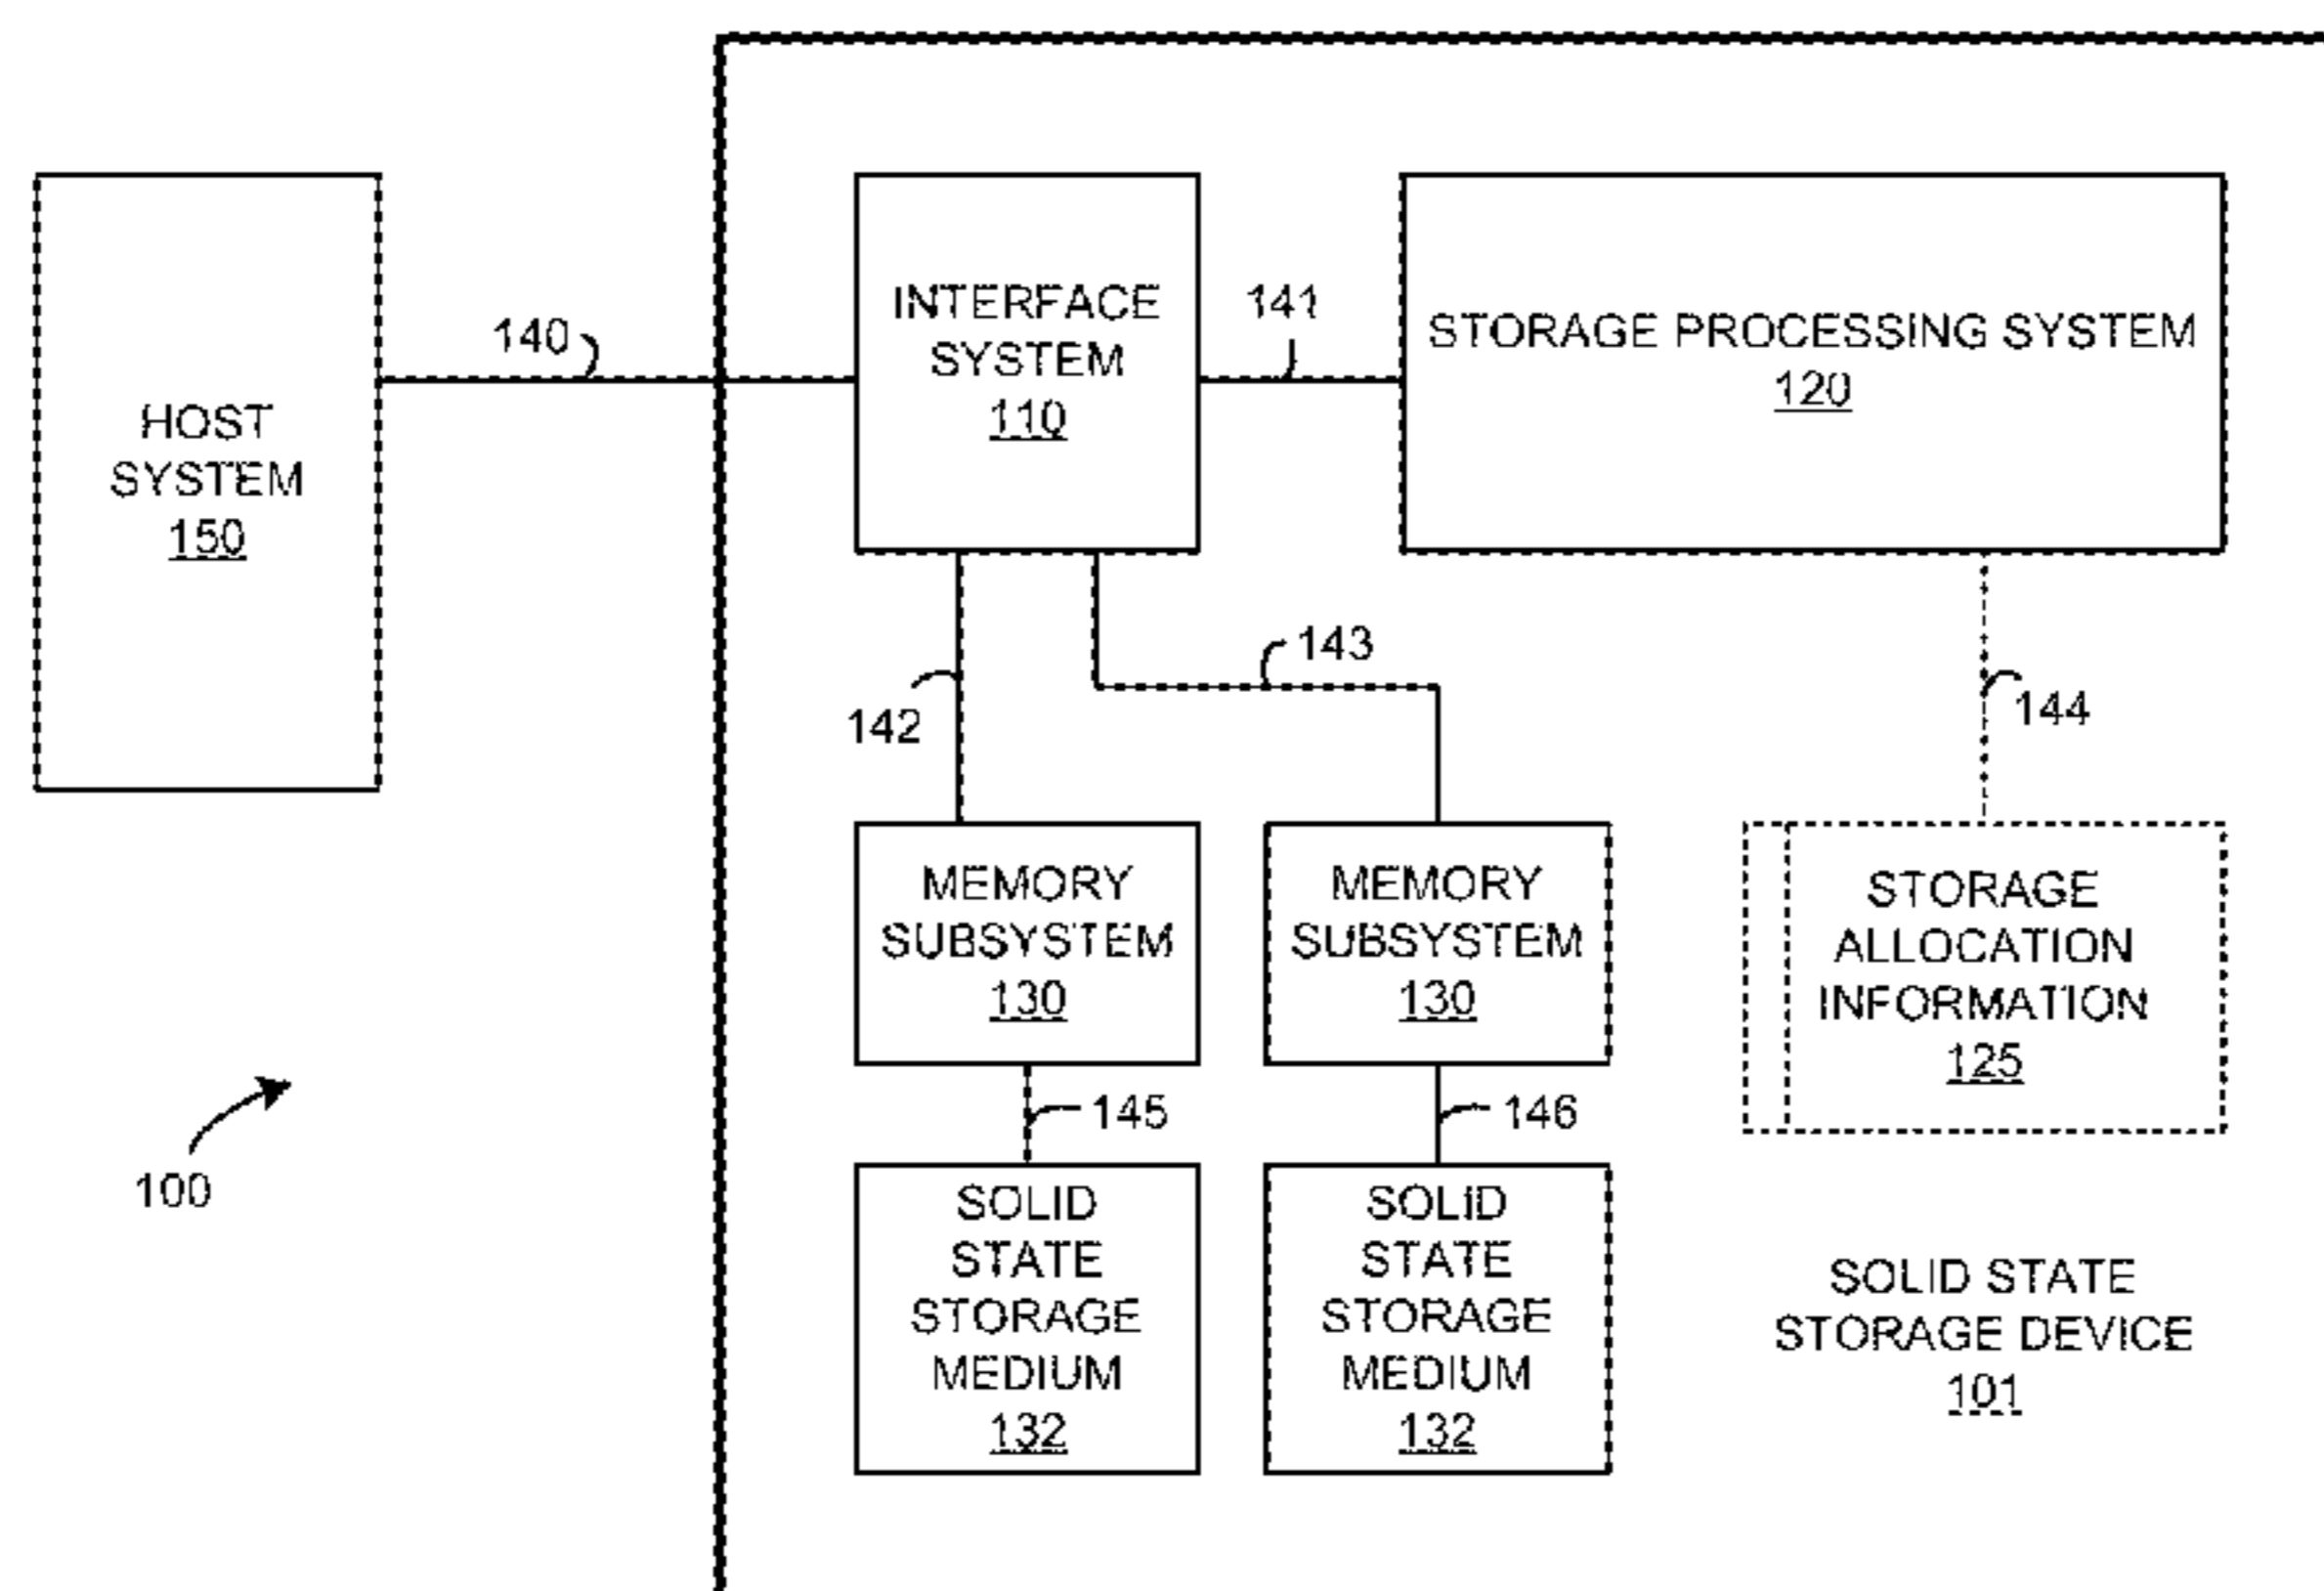 HOST
SYSTEM
150
140
INTERFACE
SYSTEM
110
141
STORAGE PROCESSING SYSTEM
120
142
143
144
MEMORY
SUBSYSTEM
130
MEMORY
SUBSYSTEM
130
STORAGE
ALLOCATION
INFORMATION
125
145
146
100
SOLID
STATE
STORAGE
MEDIUM
132
SOLID
STATE
STORAGE
MEDIUM
132
SOLID STATE
STORAGE DEVICE
101